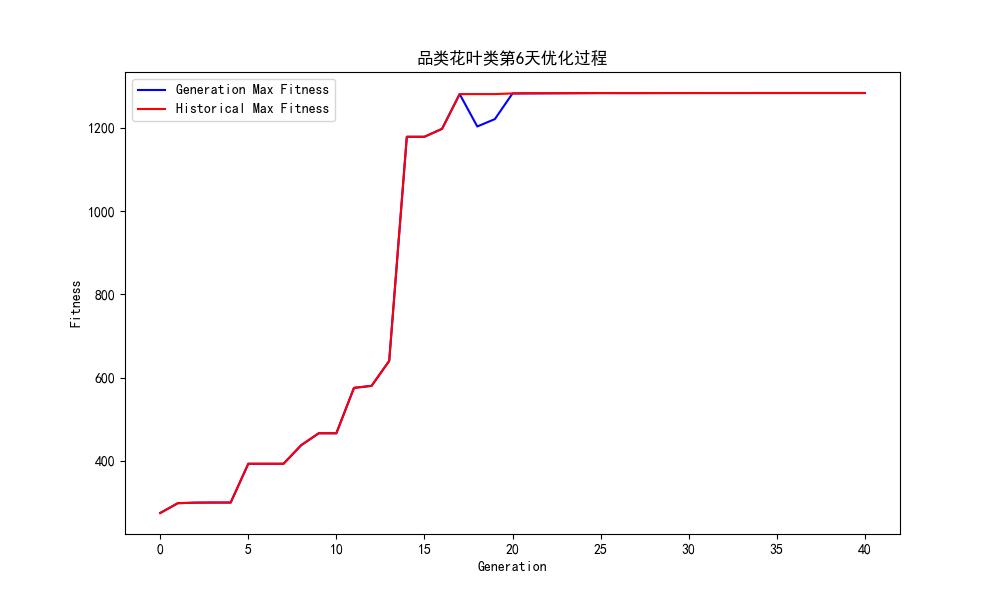 品类花叶类第6天优化过程
Generation Max Fitness
Historical Max Fitness
1200
1000
800
600
400
Fitness
0 5 10 15 20 25 30 35 40
Generation